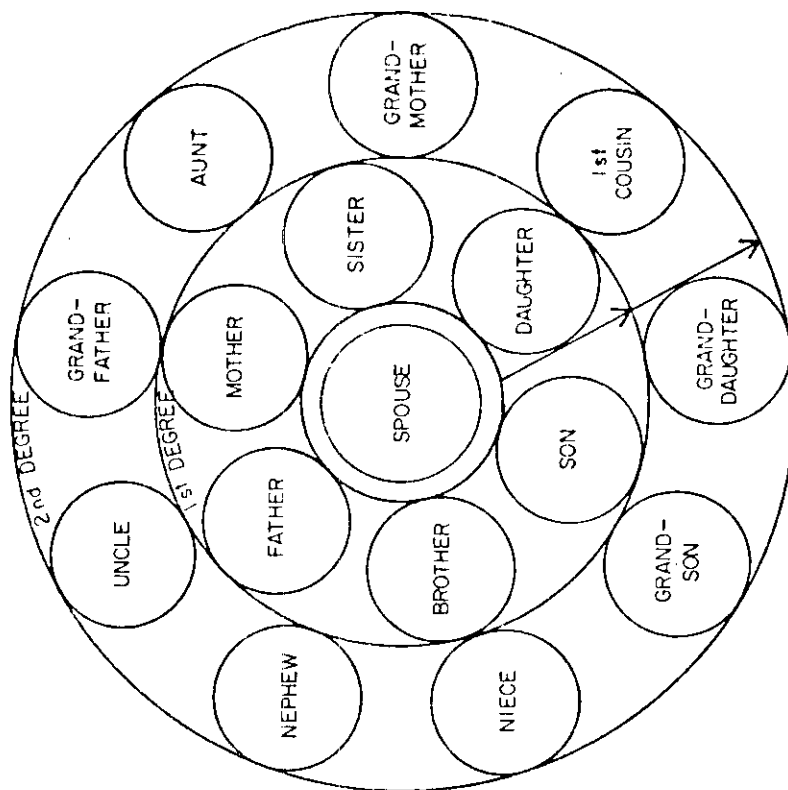 2nd DEGREE
1st DEGREE
SPOUSE
MOTHER
SISTER
DAUGHTER
SON
BROTHER
FATHER
GRAND-
FATHER
AUNT
GRAND-
MOTHER
1st
COUSIN
GRAND-
DAUGHTER
GRAND-
SON
NIECE
NEPHEW
UNCLE